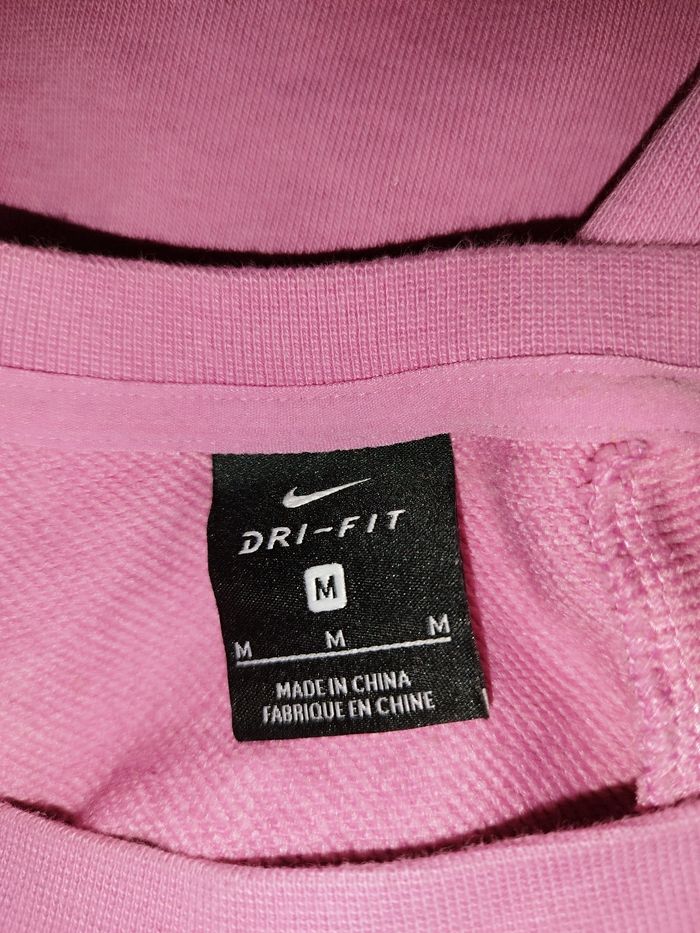 DRI-FIT
M
M M M
MADE IN CHINA
FABRIQUE EN CHINE